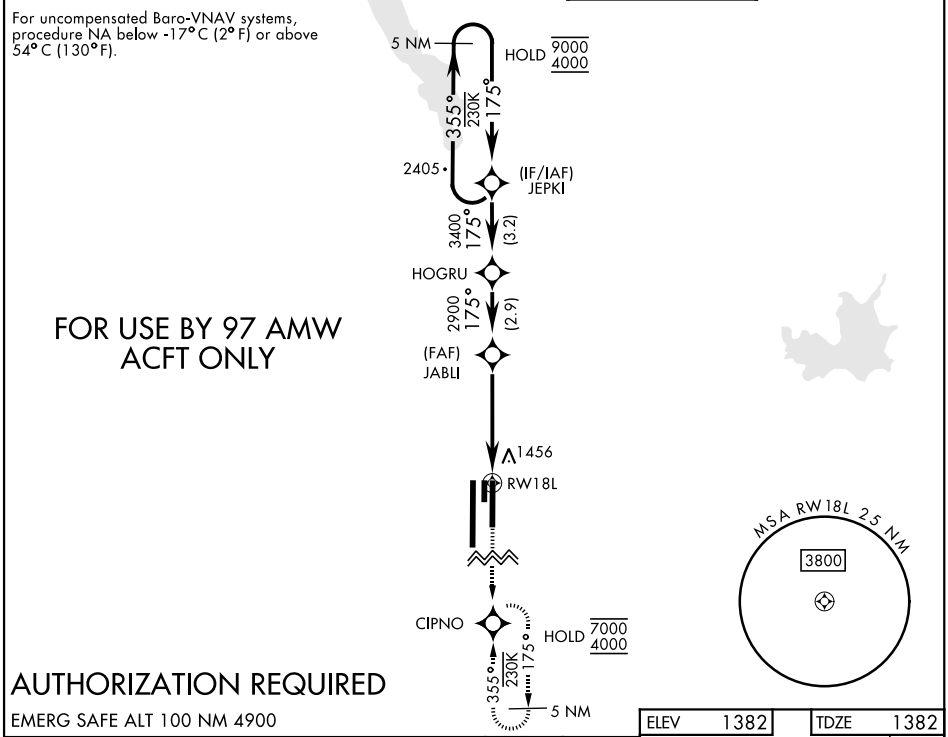 For uncompensated Baro-VNAV systems,
procedure NA below -17°C (2°F) or above
54°C (130°F).
5 NM
HOLD 9000
4000
355°
230K
175°
2405
(IF/IAF)
JEPKI
3400
175°
(3.2)
HOGRU
2900
175°
(2.9)
FOR USE BY 97 AMW
ACFT ONLY
(FAF)
JABLI
1456
RW18L
MSA RW18L 25 NM
3800
CIPNO
HOLD 7000
4000
355°
230K
175°
5 NM
AUTHORIZATION REQUIRED
EMERG SAFE ALT 100 NM 4900
ELEV 1382
TDZE 1382